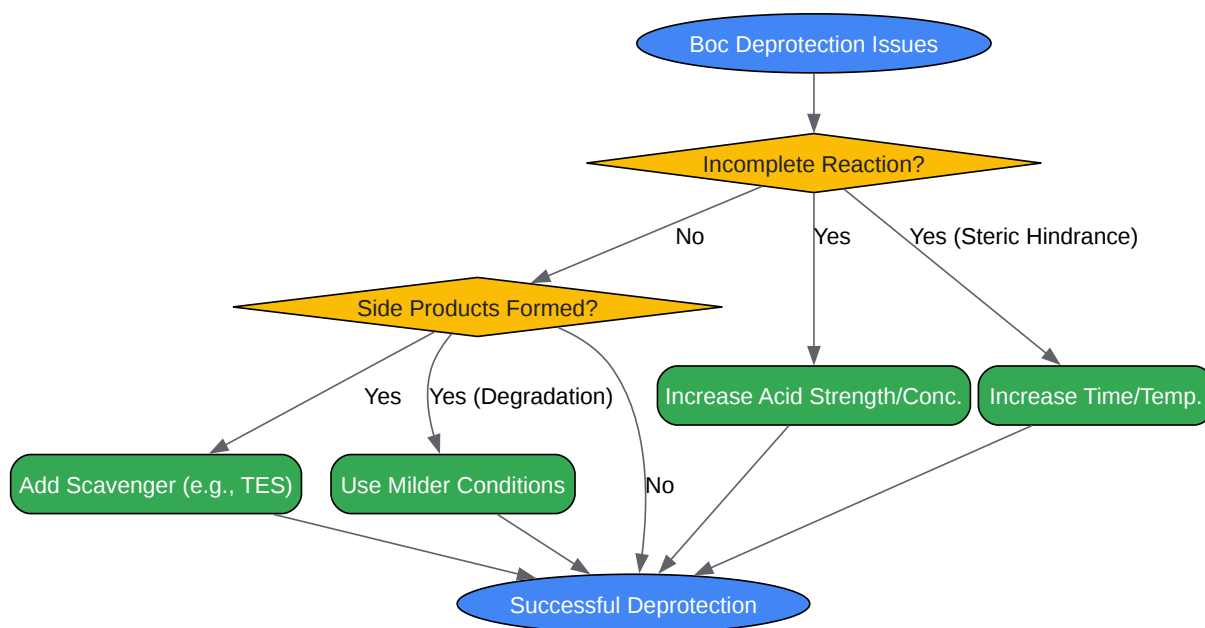 Boc Deprotection Issues
Incomplete Reaction?
No
Yes
Yes (Steric Hindrance)
Side Products Formed?
Yes
Yes (Degradation)
No
Increase Acid Strength/Conc.
Increase Time/Temp.
Add Scavenger (e.g., TES)
Use Milder Conditions
Successful Deprotection